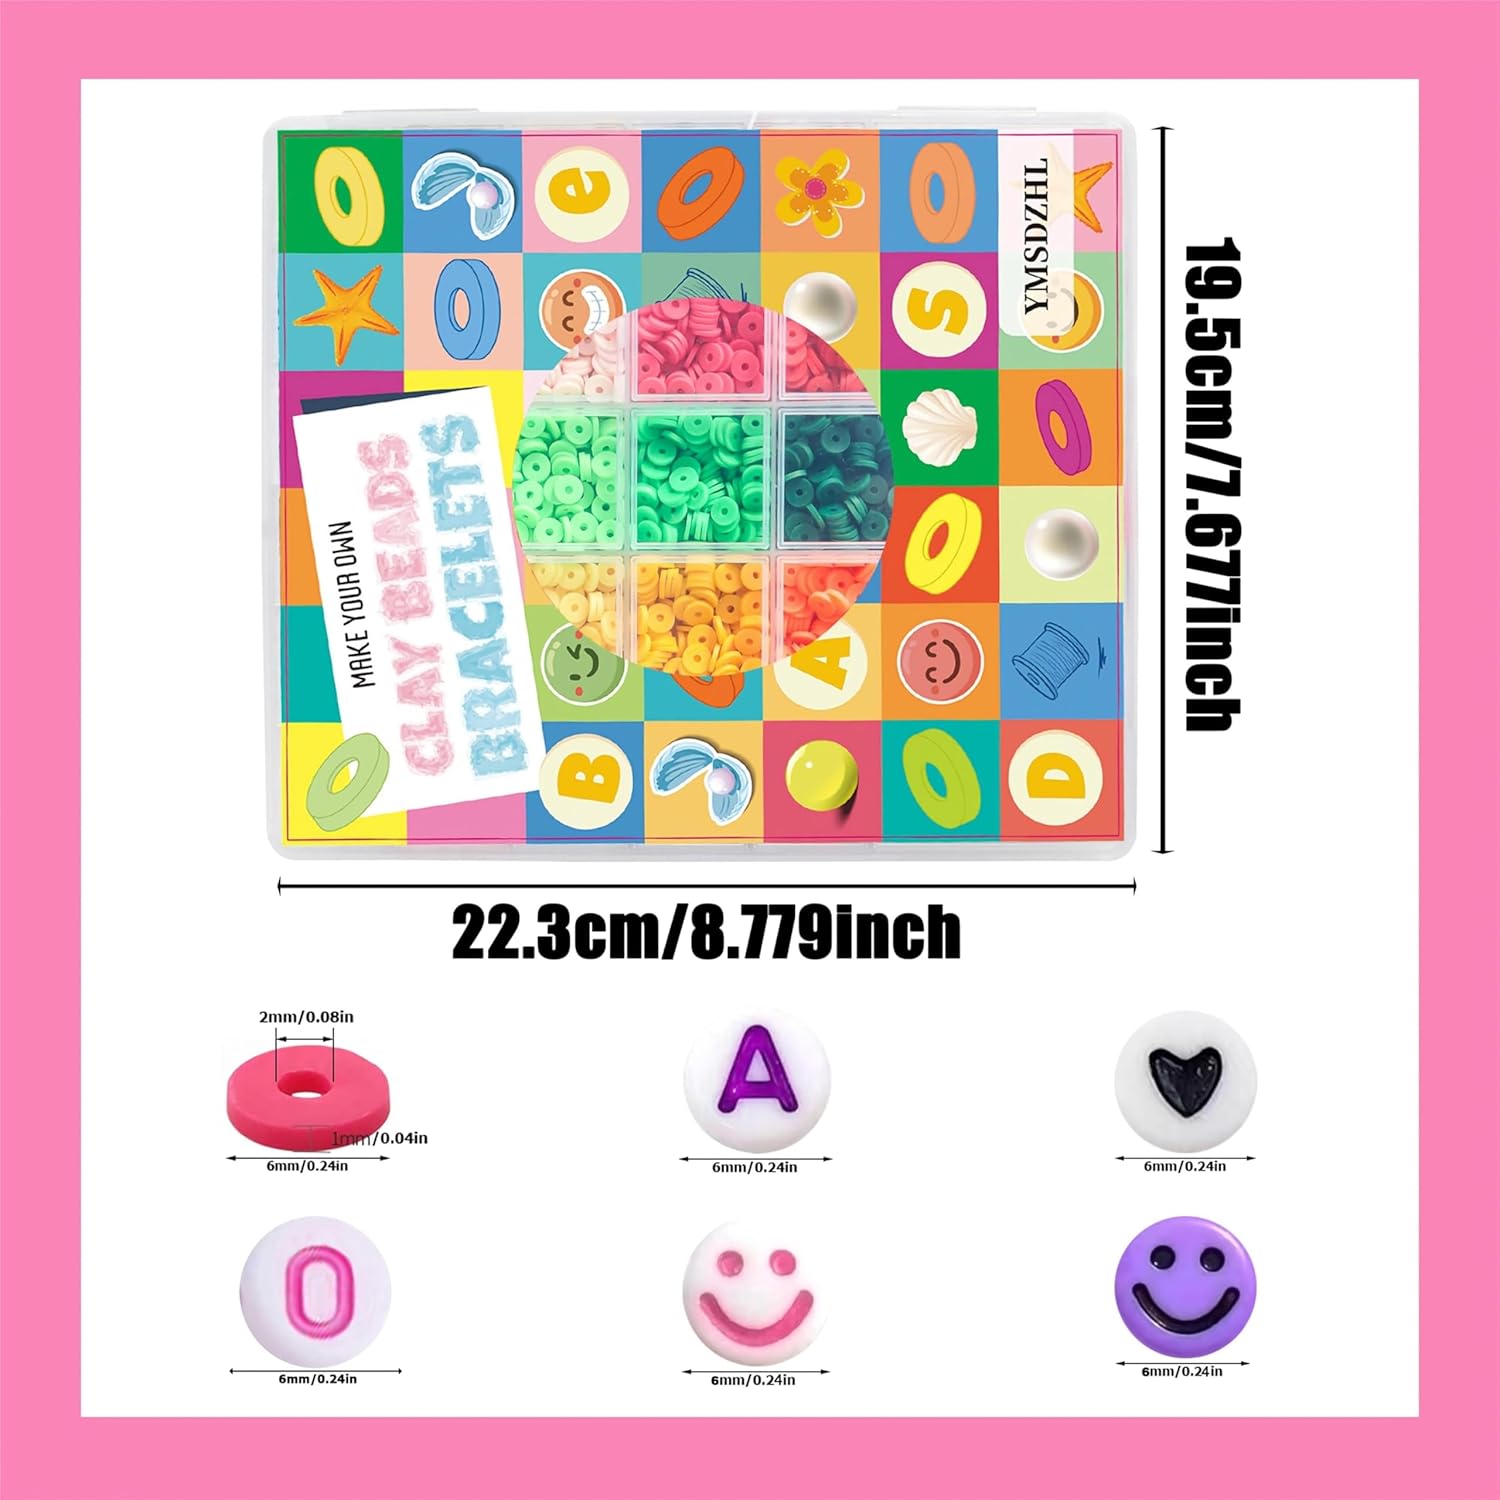 e
YMSDZHL
S
MAKE YOUR OWN
CLAY BEADS
BRACELETS
A
B
D
19.5cm/7.677inch
22.3cm/8.779inch
2mm/0.08in
1mm/0.04in
6mm/0.24in
A
6mm/0.24in
6mm/0.24in
O
6mm/0.24in
6mm/0.24in
6mm/0.24in